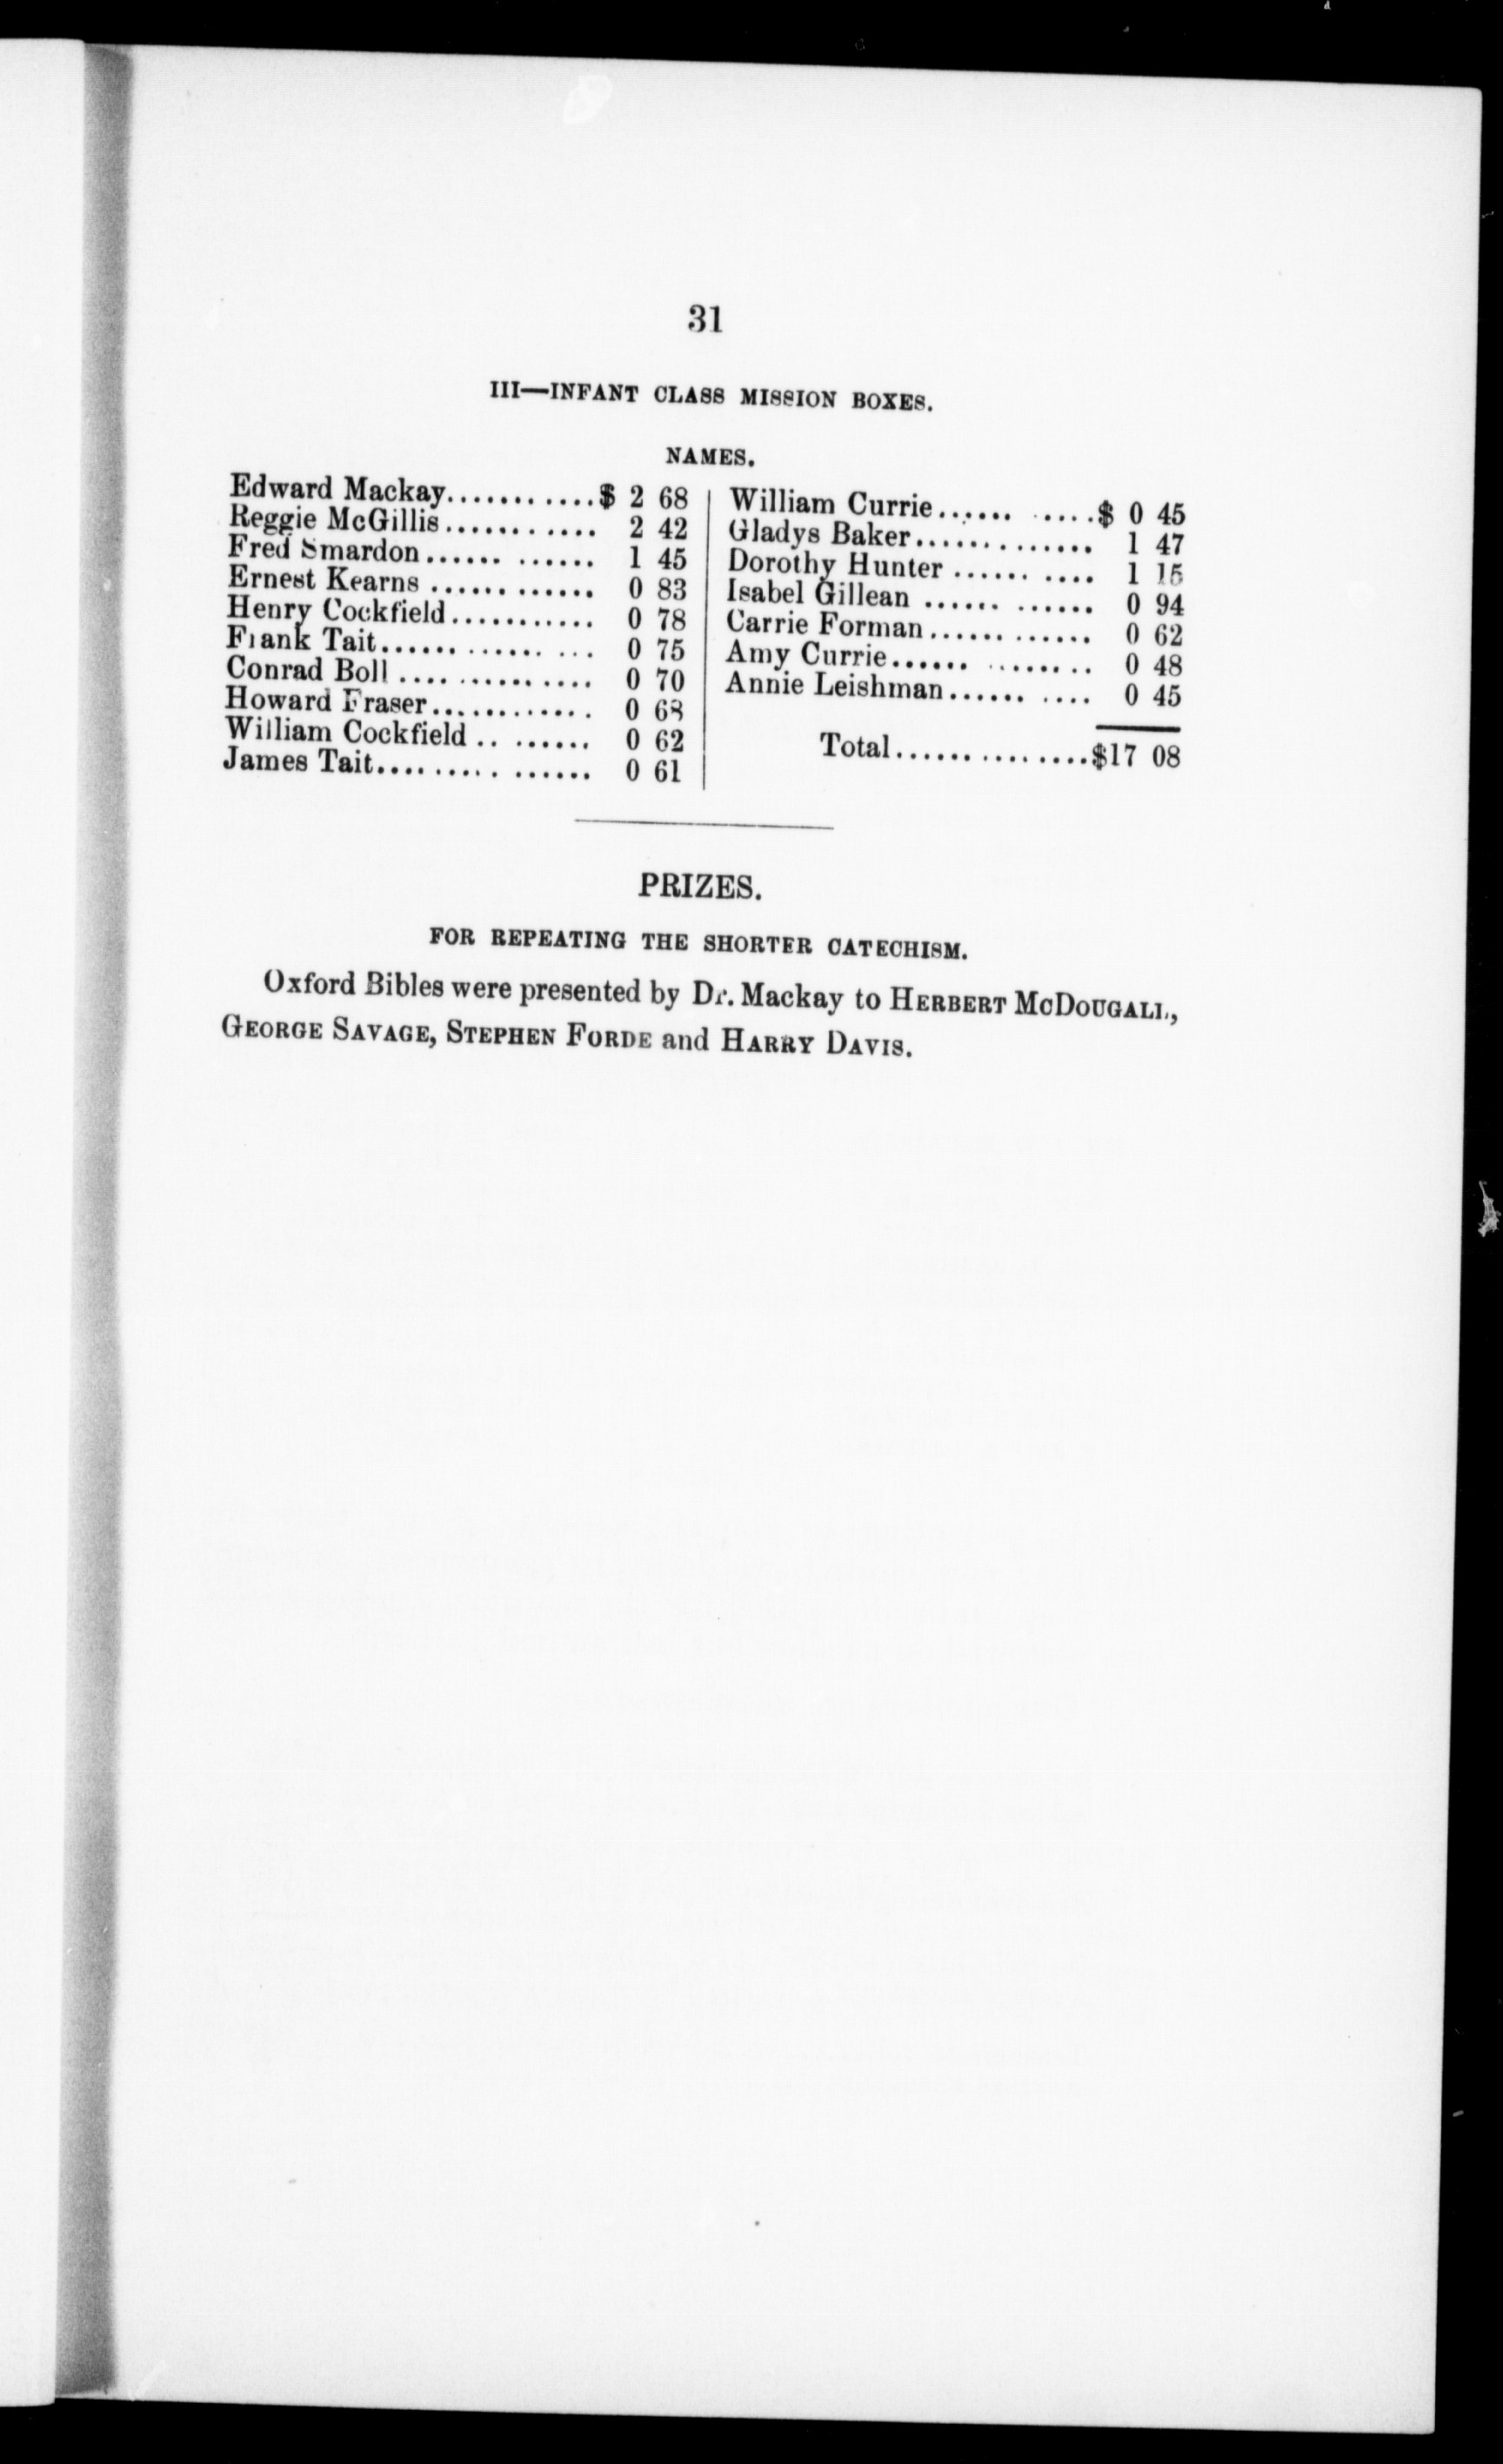 31
III—INFANT CLASS MISSION BOXES.
NAMES.
Edward Mackay............$ 2 68
Reggie McGillis............ 2 42
Fred Smardon...... ...... 1 45
Ernest Kearns ............. 0 83
Henry Cockfield........... 0 78
Frank Tait................ ... 0 75
Conrad Boll .... ............ 0 70
Howard Fraser............. 0 68
William Cockfield .. ....... 0 62
James Tait.......... ...... 0 61
William Currie...... .....$ 0 45
Gladys Baker.............. 1 47
Dorothy Hunter ...... .... 1 15
Isabel Gillean ...... ...... 0 94
Carrie Forman...... ...... 0 62
Amy Currie...... ........ 0 48
Annie Leishman...... .... 0 45
Total...............$17 08
PRIZES.
FOR REPEATING THE SHORTER CATECHISM.
Oxford Bibles were presented by Dr. Mackay to HERBERT MCDOUGALL,
GEORGE SAVAGE, STEPHEN FORDE and HARRY DAVIS.